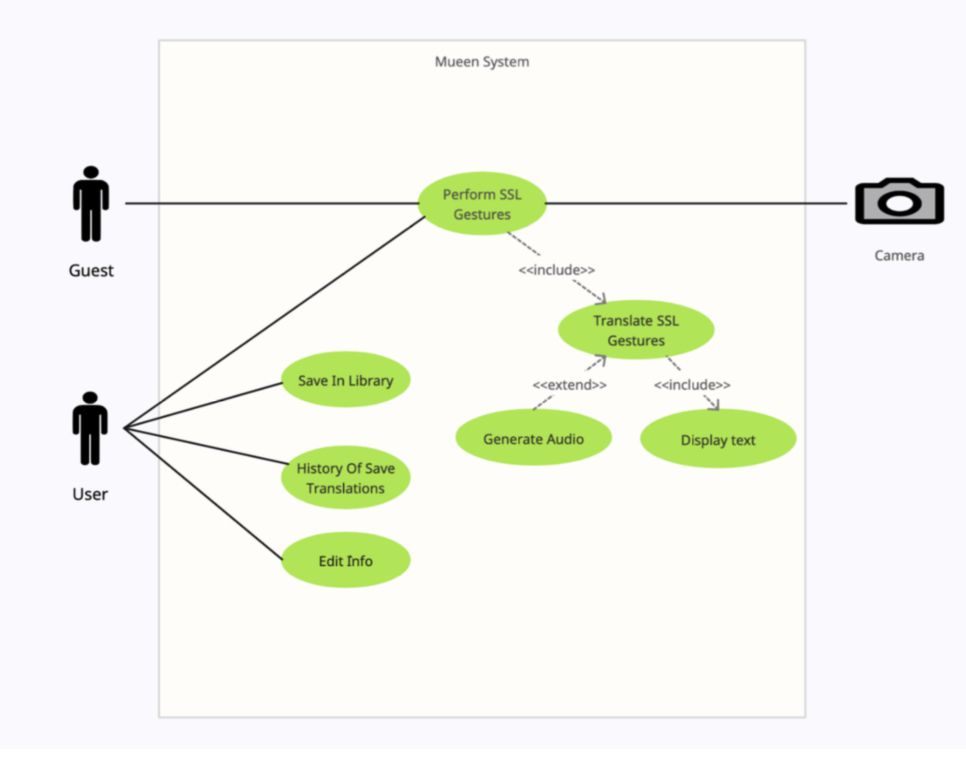 Mueen System
Perform SSL
Gestures
Guest
Camera
<<include>>
Translate SSL
Gestures
Save In Library
<<extend>>
<<include>>
Generate Audio
Display text
User
History Of Save
Translations
Edit Info